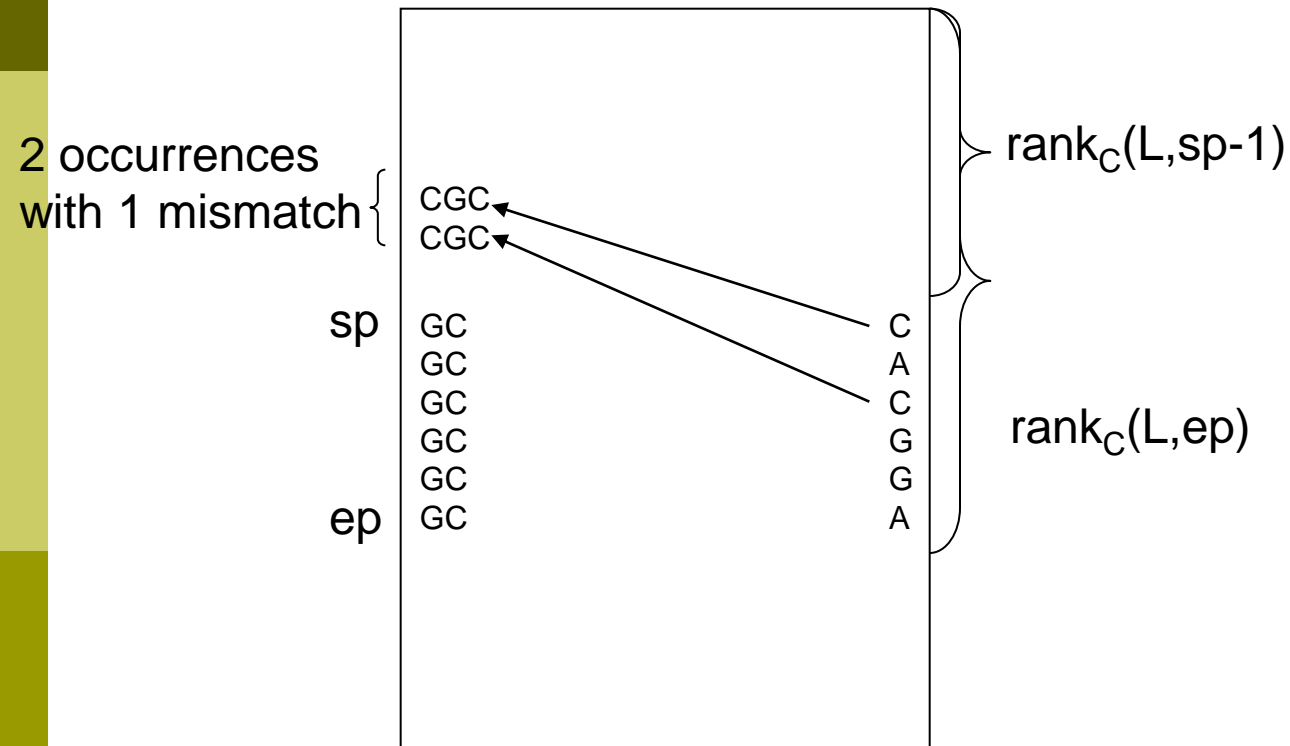 rank_C(L,sp-1)
2 occurrences
with 1 mismatch
CGC
CGC
sp GC C
GC A
GC C
GC G
rank_C(L,ep)
GC G
ep GC A